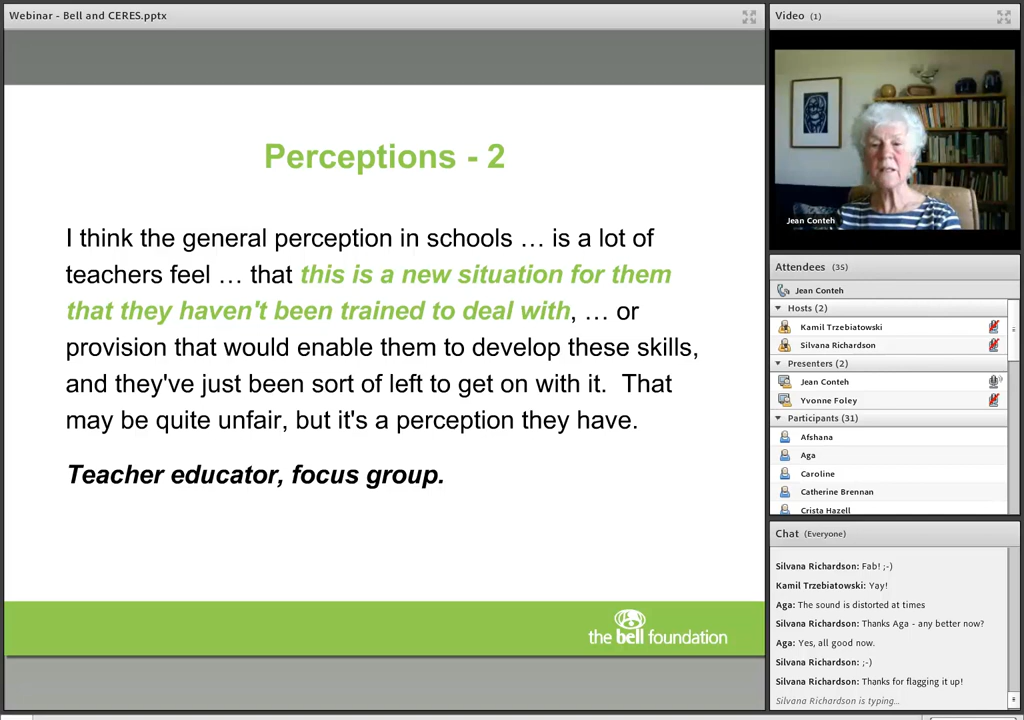 Webinar - Bell and CERES.pptx
Perceptions - 2
I think the general perception in schools … is a lot of
teachers feel … that this is a new situation for them
that they haven't been trained to deal with, … or
provision that would enable them to develop these skills,
and they've just been sort of left to get on with it.  That
may be quite unfair, but it's a perception they have.
Teacher educator, focus group.
the bell foundation
Video (1)
Jean Conteh
Attendees (35)
Jean Conteh
Hosts (2)
Kamil Trzebiatowski
Silvana Richardson
Presenters (2)
Jean Conteh
Yvonne Foley
Participants (31)
Afshana
Aga
Caroline
Catherine Brennan
Crista Hazell
Chat (Everyone)
Silvana Richardson: Fab! ;-)
Kamil Trzebiatowski: Yay!
Aga: The sound is distorted at times
Silvana Richardson: Thanks Aga - any better now?
Aga: Yes, all good now.
Silvana Richardson: ;-)
Silvana Richardson: Thanks for flagging it up!
Silvana Richardson is typing...